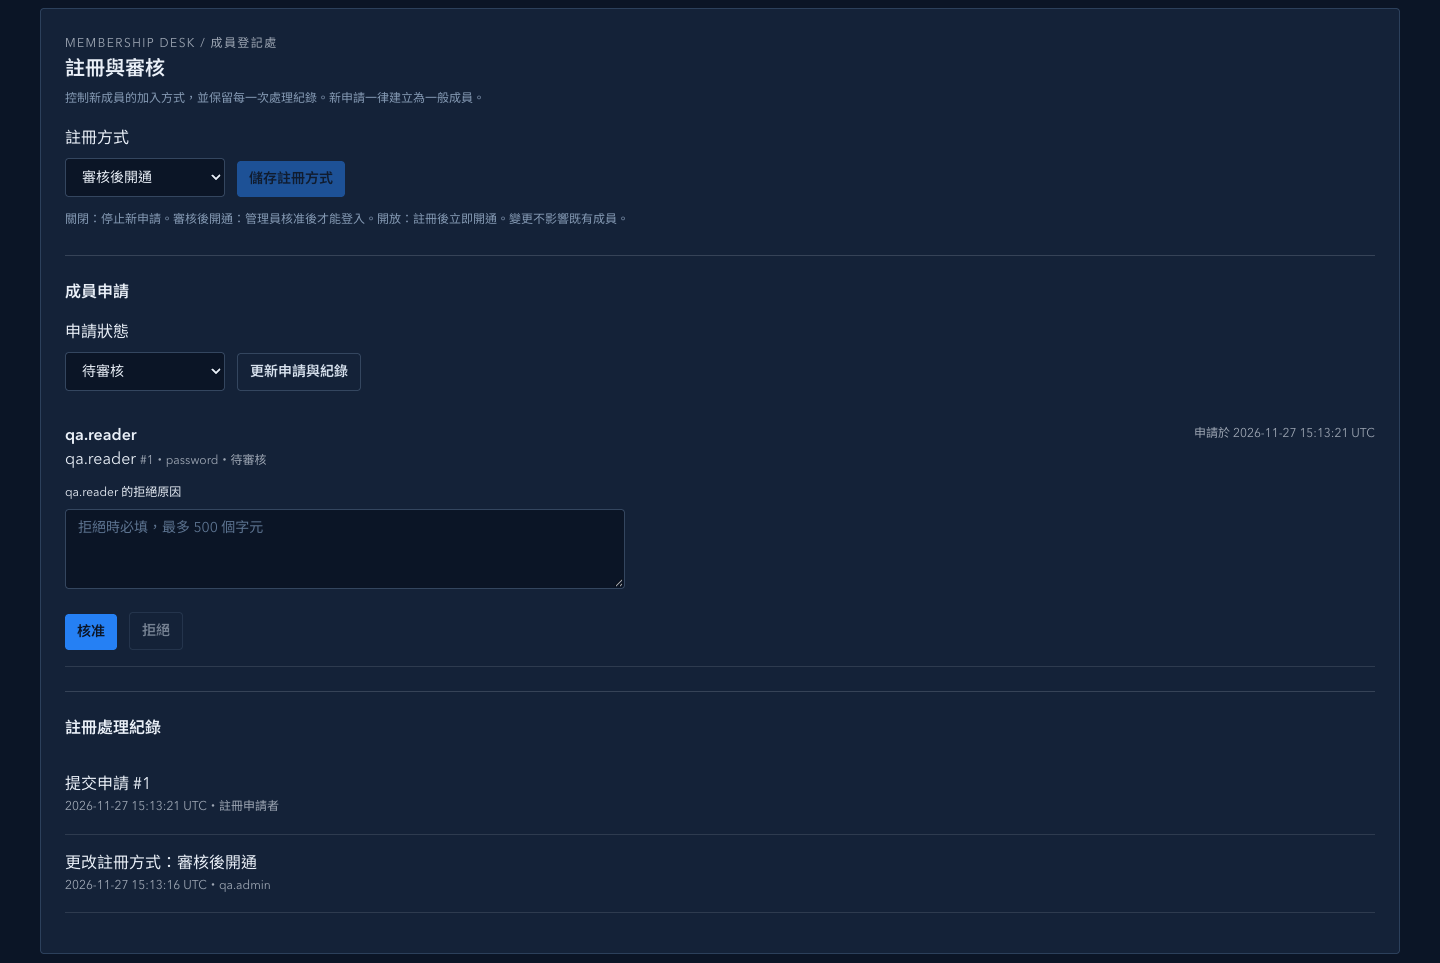 MEMBERSHIP DESK / 成員登記處
註冊與審核
控制新成員的加入方式，並保留每一次處理紀錄。新申請一律建立為一般成員。
註冊方式
審核後開通
儲存註冊方式
關閉：停止新申請。審核後開通：管理員核准後才能登入。開放：註冊後立即開通。變更不影響既有成員。
成員申請
申請狀態
待審核
更新申請與紀錄
qa.reader
申請於 2026-11-27 15:13:21 UTC
qa.reader #1・password・待審核
qa.reader 的拒絕原因
拒絕時必填，最多 500 個字元
核准
拒絕
註冊處理紀錄
提交申請 #1
2026-11-27 15:13:21 UTC・註冊申請者
更改註冊方式：審核後開通
2026-11-27 15:13:16 UTC・qa.admin